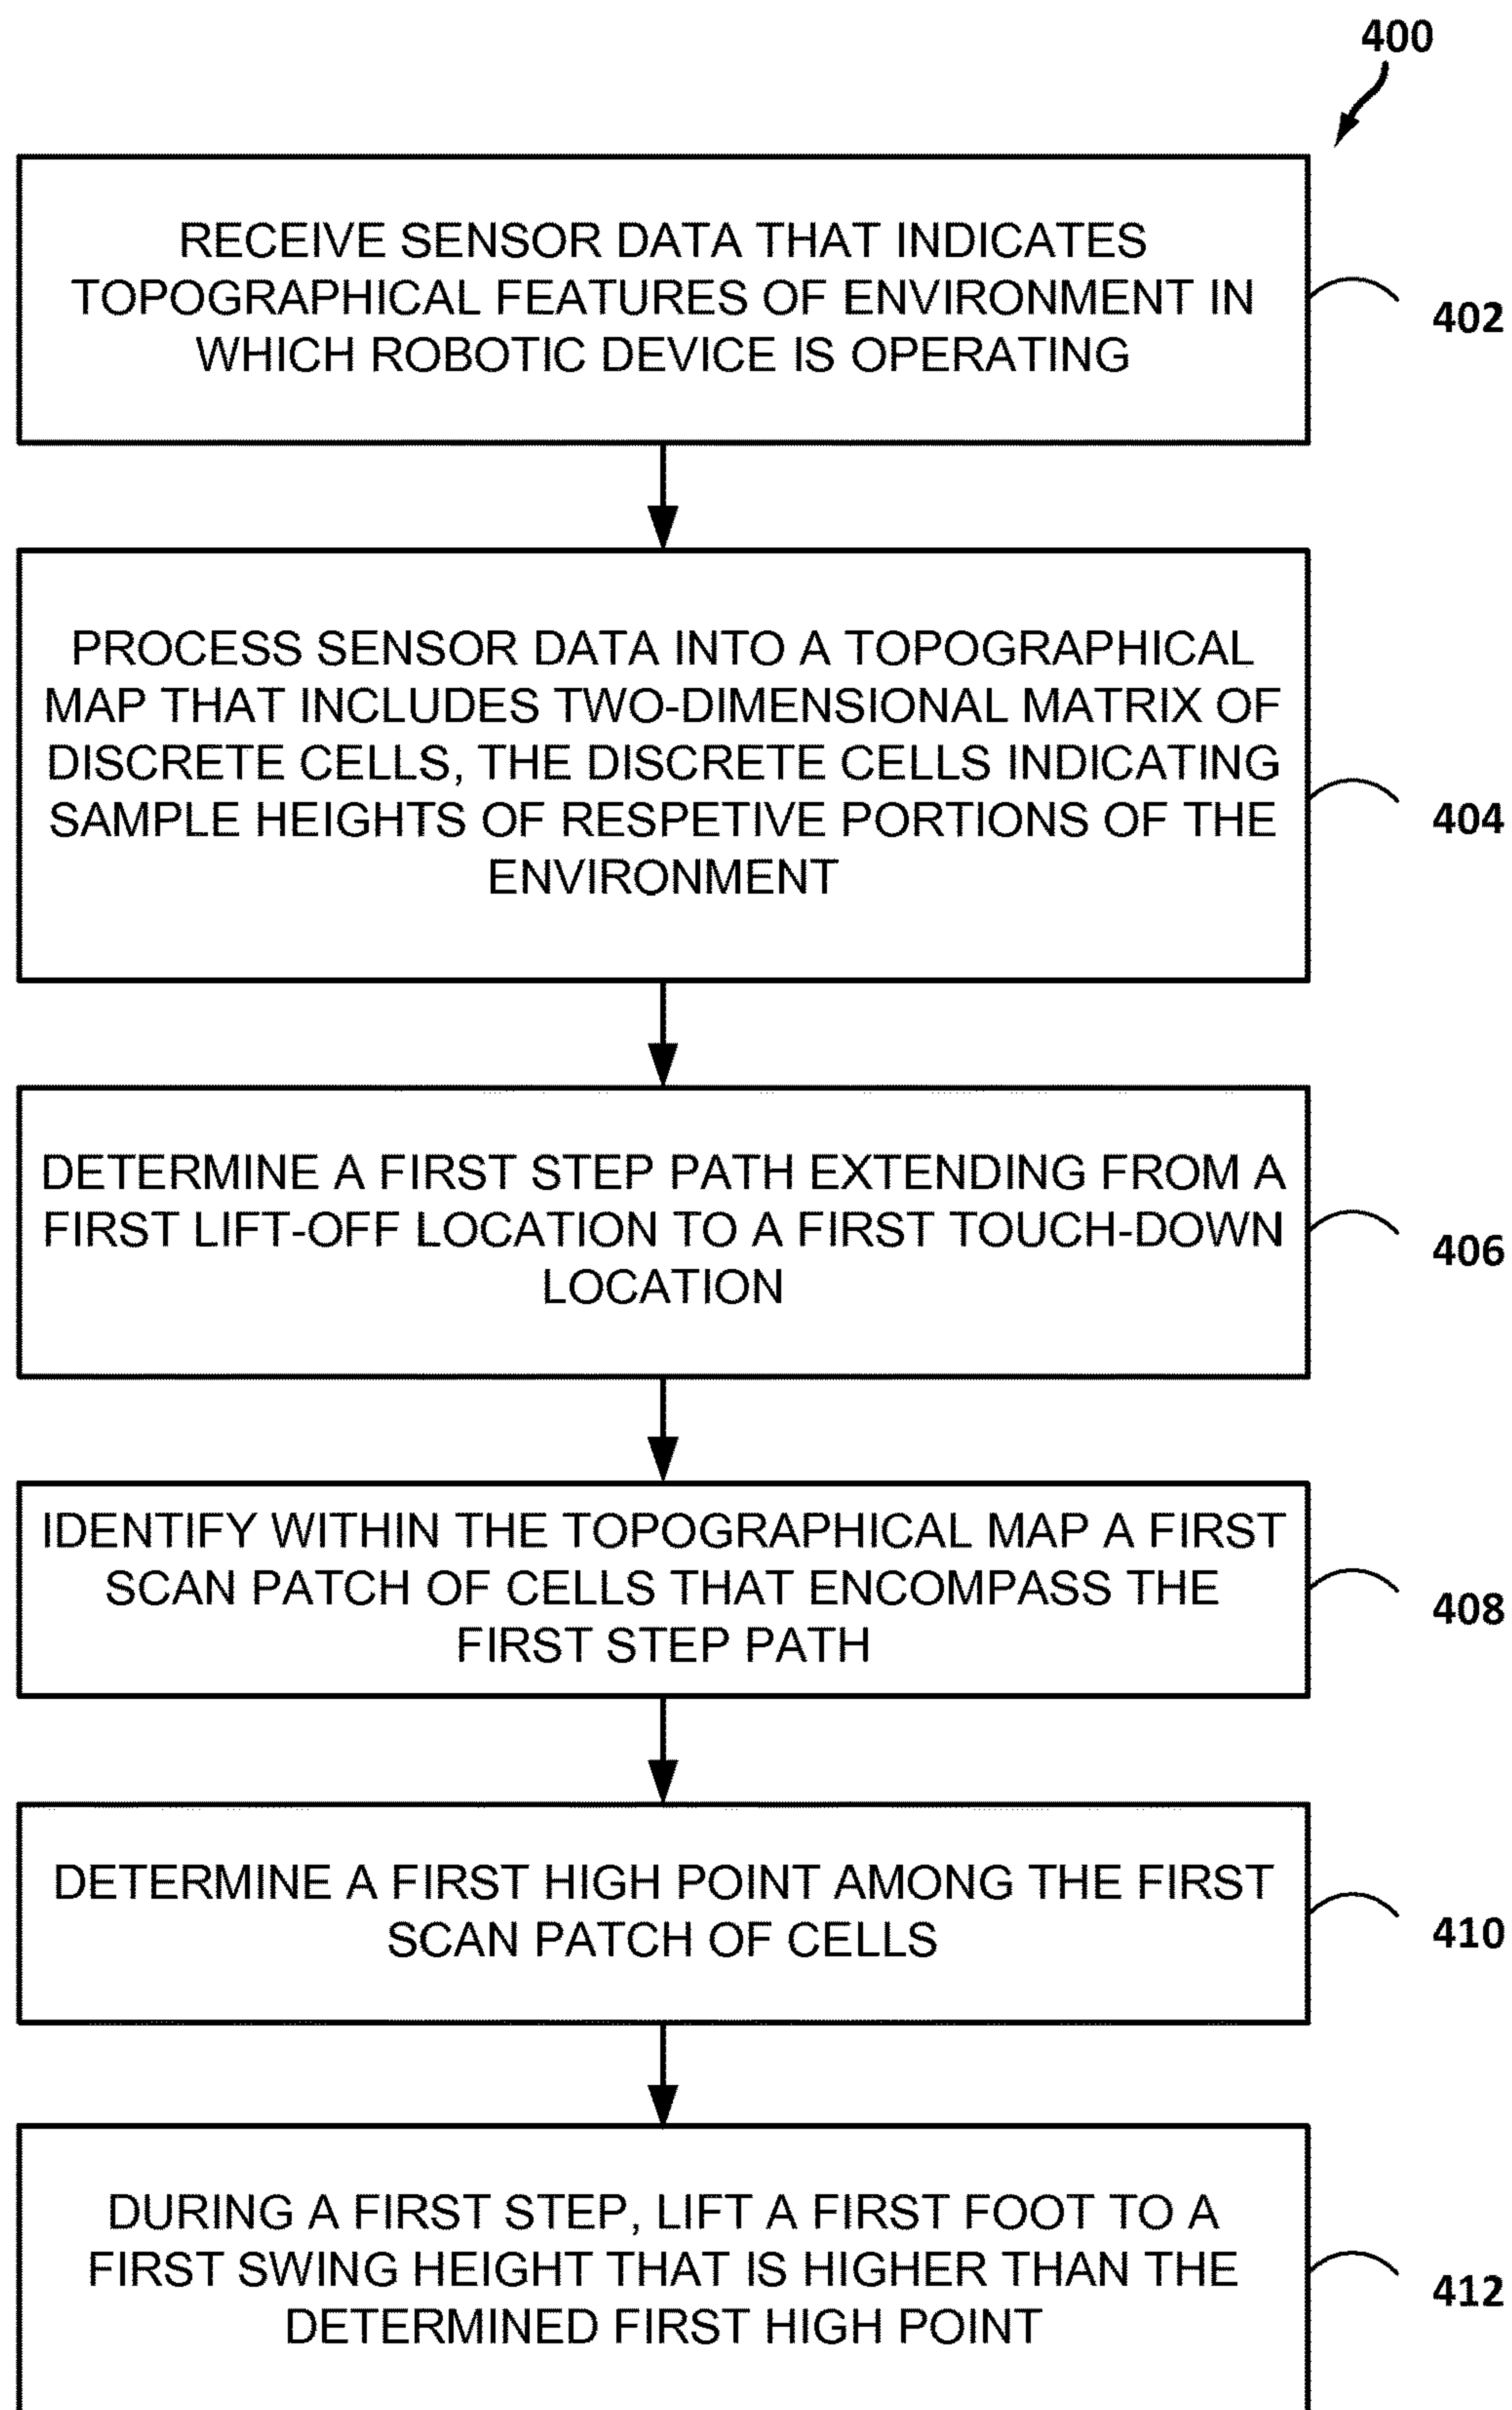 400
RECEIVE SENSOR DATA THAT INDICATES
TOPOGRAPHICAL FEATURES OF ENVIRONMENT IN
WHICH ROBOTIC DEVICE IS OPERATING
402
PROCESS SENSOR DATA INTO A TOPOGRAPHICAL
MAP THAT INCLUDES TWO-DIMENSIONAL MATRIX OF
DISCRETE CELLS, THE DISCRETE CELLS INDICATING
SAMPLE HEIGHTS OF RESPETIVE PORTIONS OF THE
ENVIRONMENT
404
DETERMINE A FIRST STEP PATH EXTENDING FROM A
FIRST LIFT-OFF LOCATION TO A FIRST TOUCH-DOWN
LOCATION
406
IDENTIFY WITHIN THE TOPOGRAPHICAL MAP A FIRST
SCAN PATCH OF CELLS THAT ENCOMPASS THE
FIRST STEP PATH
408
DETERMINE A FIRST HIGH POINT AMONG THE FIRST
SCAN PATCH OF CELLS
410
DURING A FIRST STEP, LIFT A FIRST FOOT TO A
FIRST SWING HEIGHT THAT IS HIGHER THAN THE
DETERMINED FIRST HIGH POINT
412